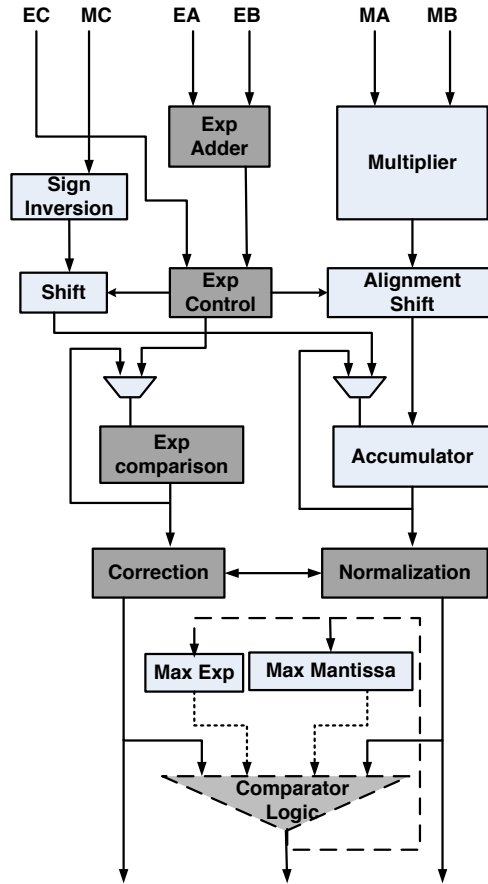 EC MC EA EB MA MB
Exp
Adder
Multiplier
Sign
Inversion
Shift
Exp
Control
Alignment
Shift
Exp
comparison
Accumulator
Correction
Normalization
Max Exp
Max Mantissa
Comparator
Logic